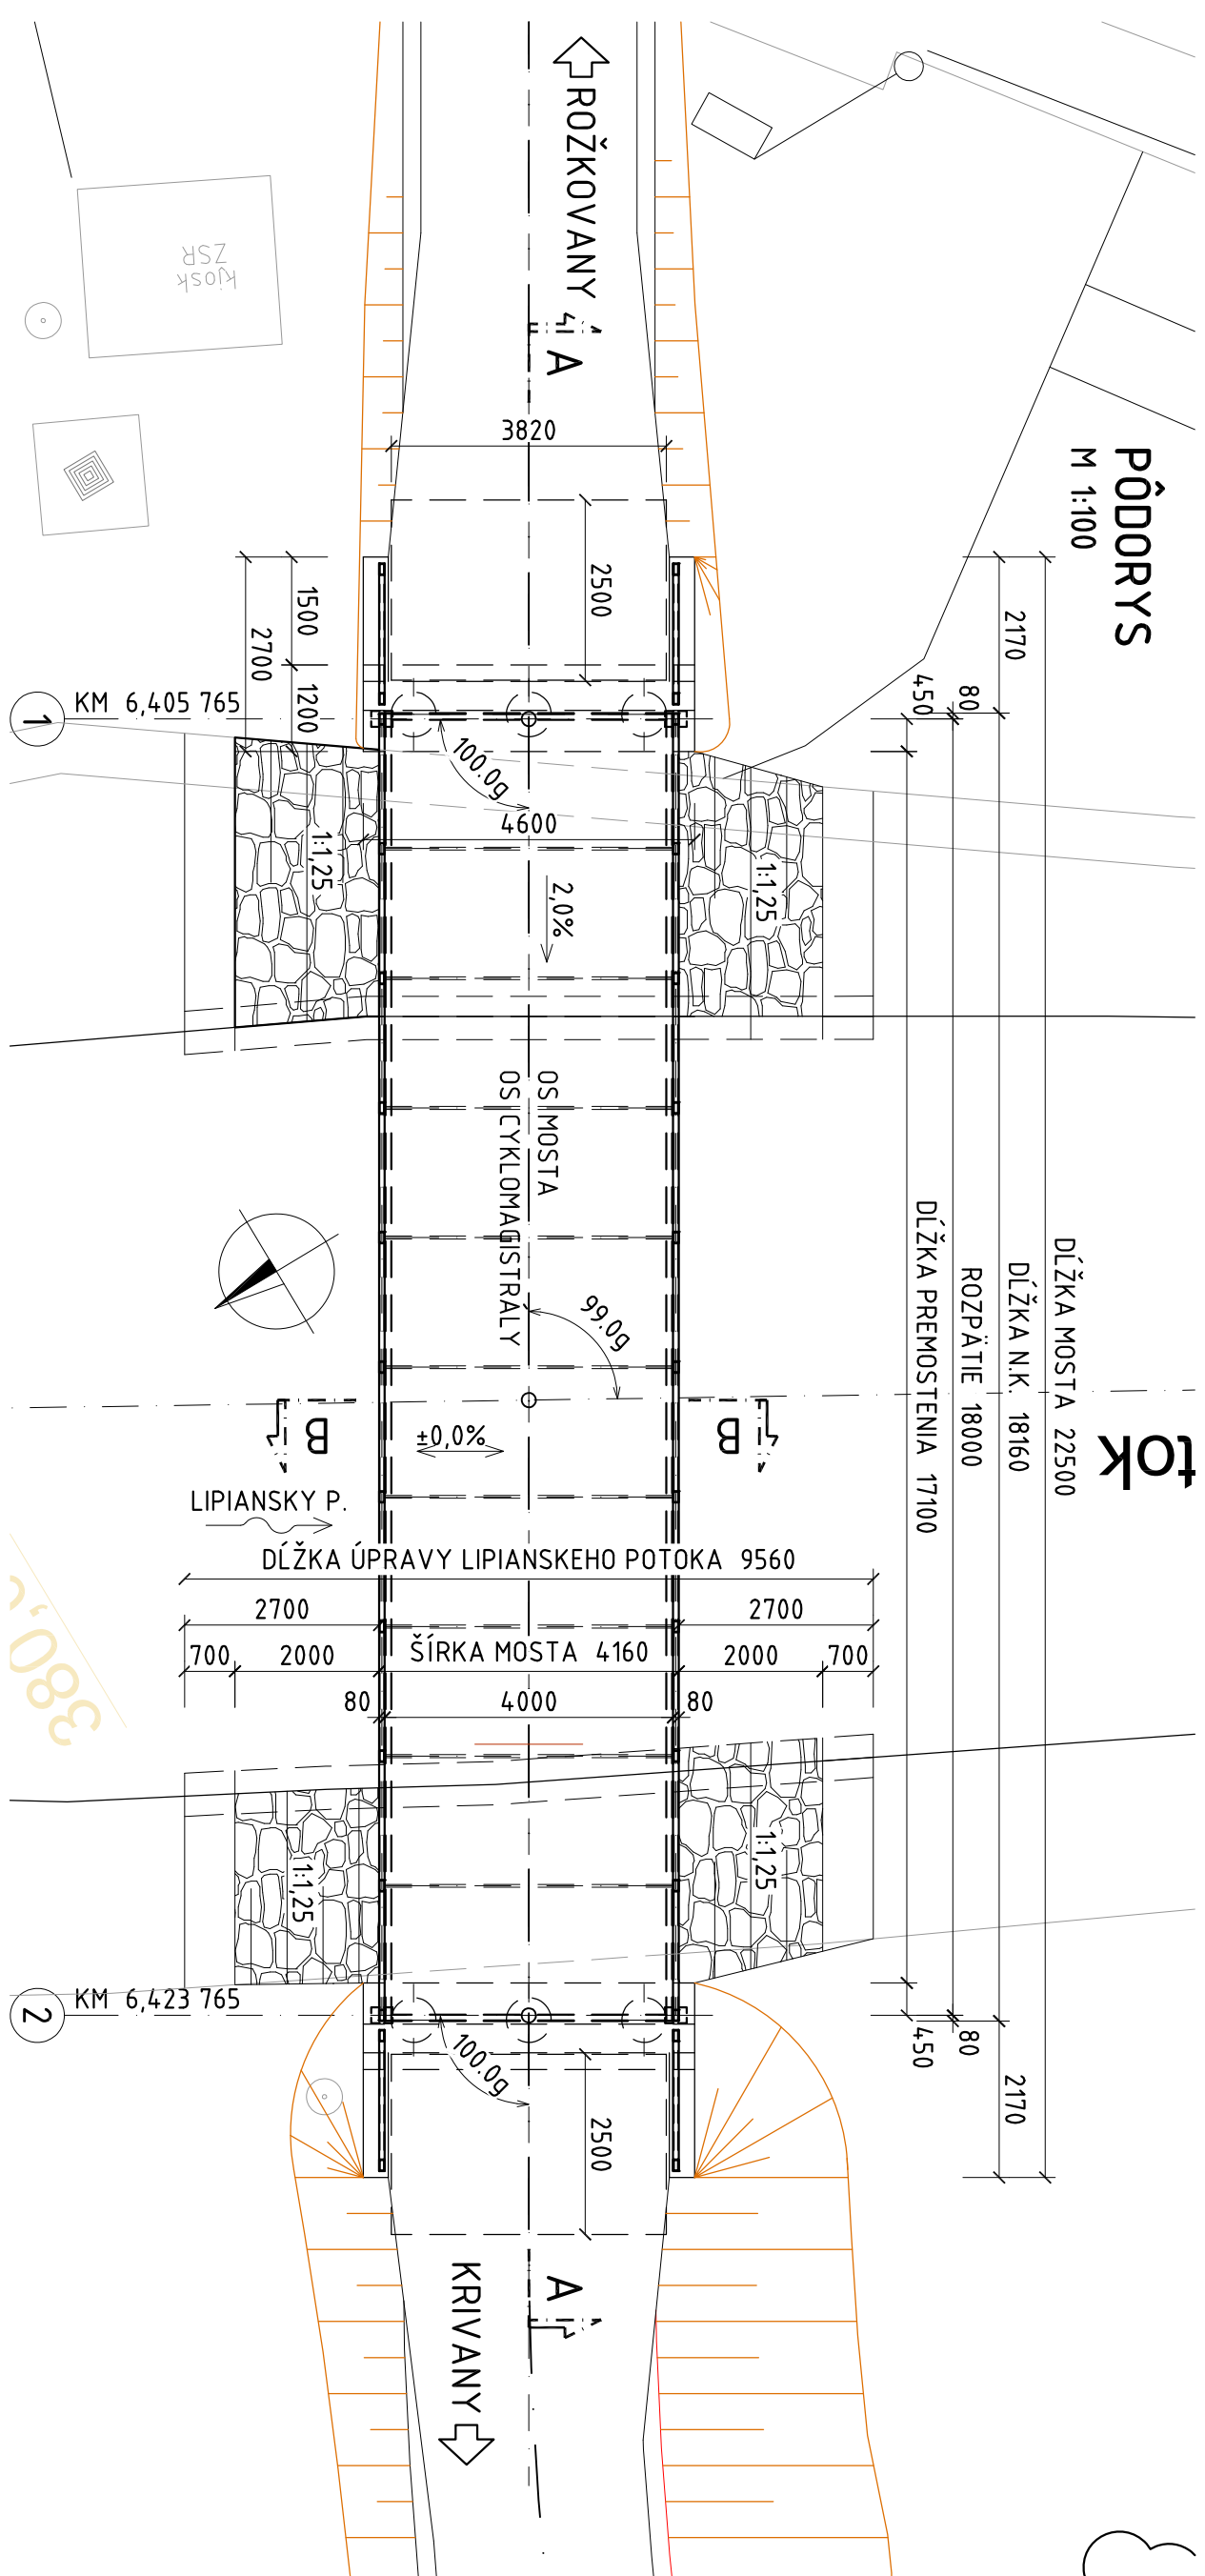 PÔDORYS
M 1:100
ROŽKOVANY
kjosk
ZSR
A
3820
2500
1500
1200
2700
2170
80
450
1
KM 6,405 765
100.0g
4600
2,0%
1:1,25
1:1,25
OS MOSTA
OS CYKLOMAGISTRÁLY
99.0g
DĹŽKA MOSTA 22500
DĹŽKA N.K. 18160
ROZPÄTIE 18000
DĹŽKA PREMOSTENIA 17100
tok
B
B
±0,0%
LIPIANSKY P.
DĹŽKA ÚPRAVY LIPIANSKEHO POTOKA 9560
2700
2700
700
2000
ŠÍRKA MOSTA 4160
2000
700
80
4000
80
380,
1:1,25
1:1,25
2
KM 6,423 765
100.0g
2500
450
80
2170
A
KRIVANY